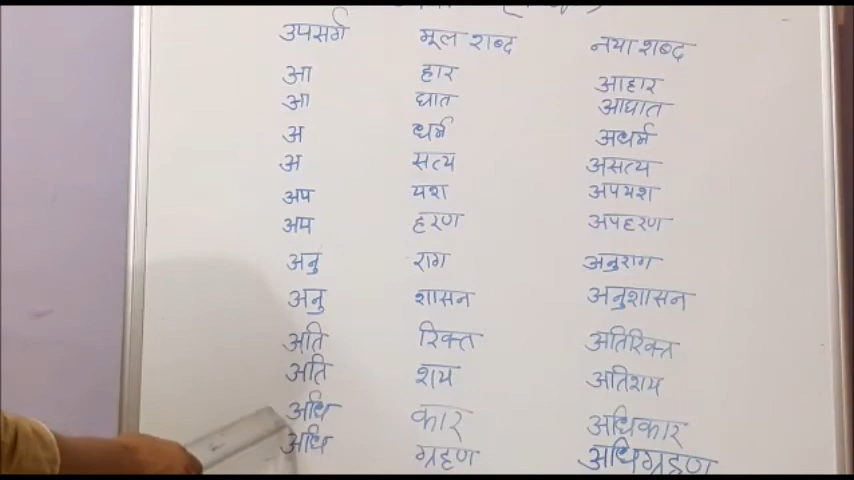 उपसर्ग मूल शब्द नया शब्द
आ हार आहार
आ घात आघात
अ धर्म अधर्म
अ सत्य असत्य
अप यश अपयश
अप हरण अपहरण
अनु राग अनुराग
अनु शासन अनुशासन
अति रिक्त अतिरिक्त
अति शय अतिशय
अधि कार अधिकार
अधि ग्रहण अधिग्रहण